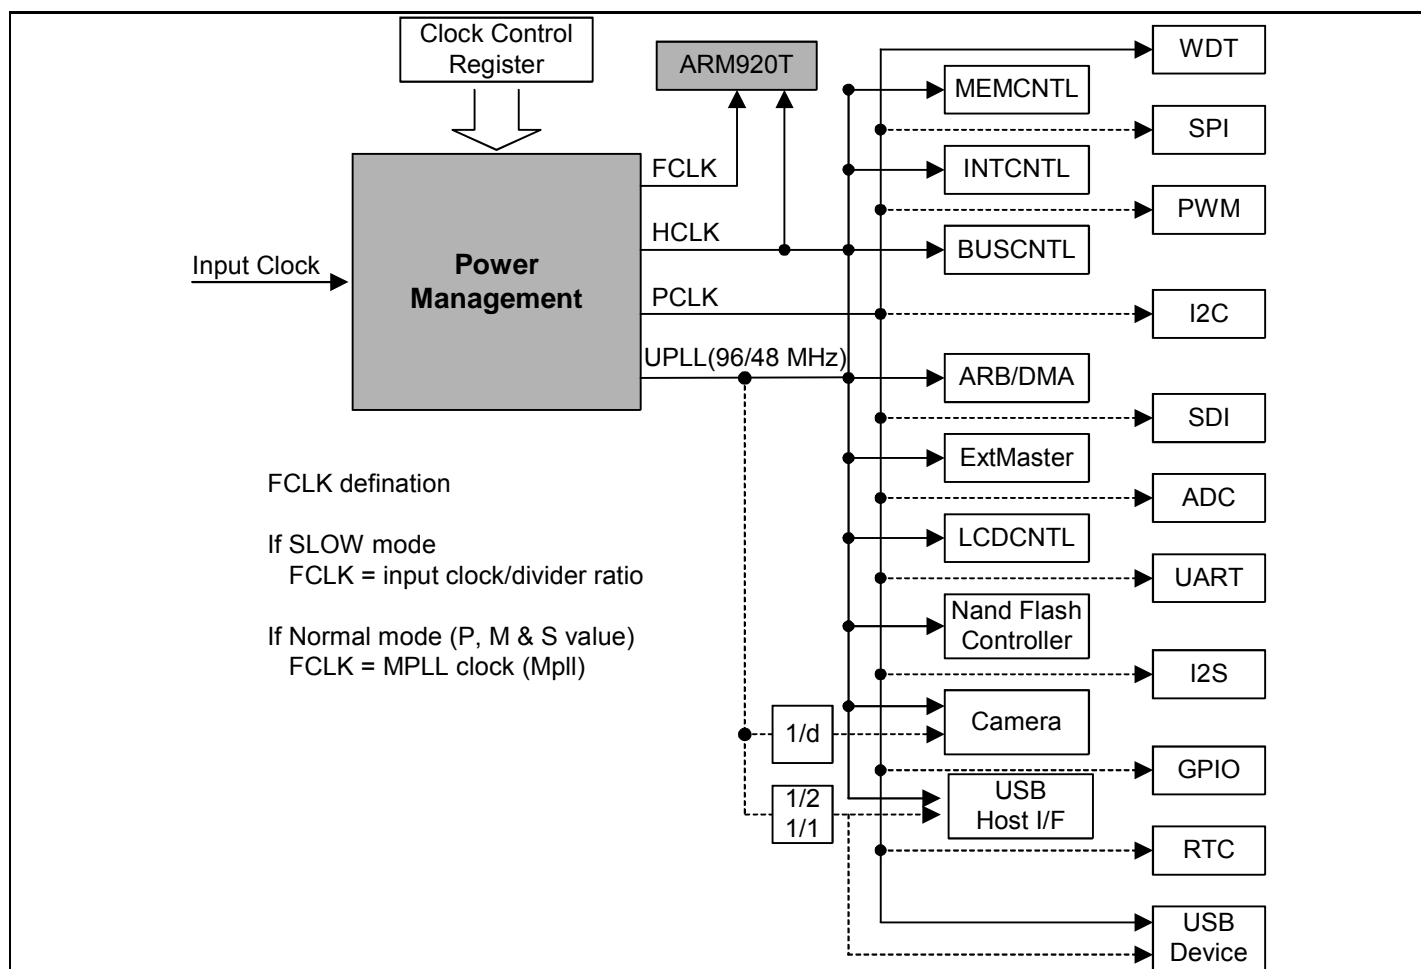 Clock Control
Register
ARM920T
WDT
MEMCNTL
SPI
FCLK
INTCNTL
PWM
HCLK
BUSCNTL
Input Clock
Power
Management
PCLK
I2C
UPLL(96/48 MHz)
ARB/DMA
SDI
ExtMaster
FCLK defination
ADC
If SLOW mode
FCLK = input clock/divider ratio
LCDCNTL
UART
Nand Flash
Controller
If Normal mode (P, M & S value)
FCLK = MPLL clock (Mpll)
I2S
1/d
Camera
GPIO
1/2
1/1
USB
Host I/F
RTC
USB
Device